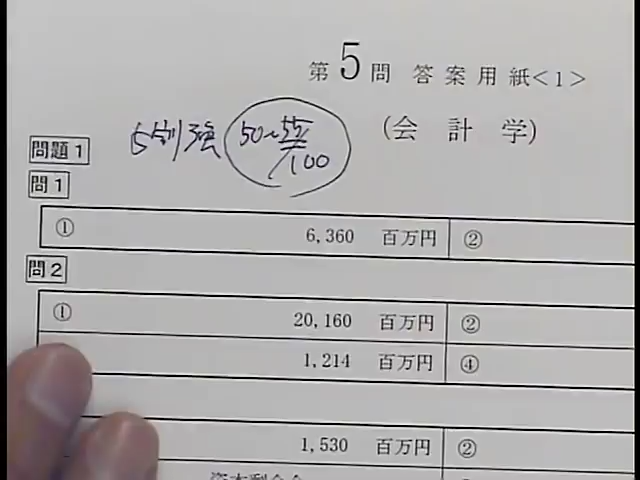 第5問 答案用紙<1>
(会計学)
5割強 50~55/100
問題1
問1
① 6,360 百万円 ②
問2
① 20,160 百万円 ②
1,214 百万円 ④
1,530 百万円 ②